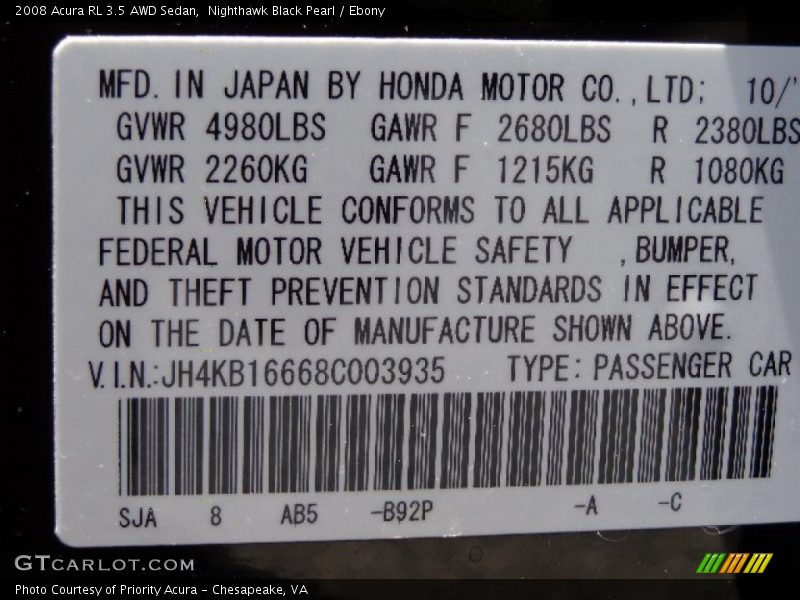 2008 Acura RL 3.5 AWD Sedan,  Nighthawk Black Pearl / Ebony
MFD. IN JAPAN BY HONDA MOTOR CO.,LTD; 10/'
GVWR 4980LBS GAWR F 2680LBS R 2380LBS
GVWR 2260KG GAWR F 1215KG R 1080KG
THIS VEHICLE CONFORMS TO ALL APPLICABLE
FEDERAL MOTOR VEHICLE SAFETY ,BUMPER,
AND THEFT PREVENTION STANDARDS IN EFFECT
ON THE DATE OF MANUFACTURE SHOWN ABOVE.
V.I.N.:JH4KB16668C003935 TYPE: PASSENGER CAR
SJA 8 AB5 -B92P -A -C
GTCARLOT.COM
Photo Courtesy of Priority Acura - Chesapeake, VA